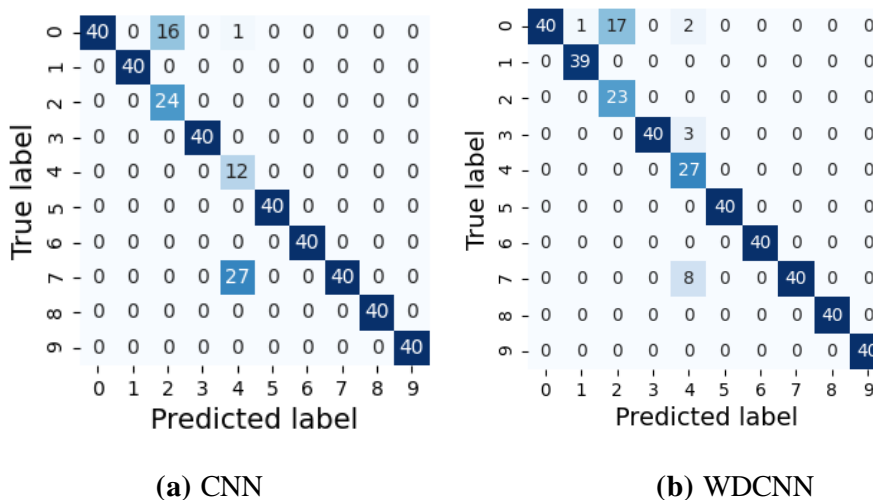 True label
0 40 0 16 0 1 0 0 0 0 0
1 0 40 0 0 0 0 0 0 0 0
2 0 0 24 0 0 0 0 0 0 0
3 0 0 0 40 0 0 0 0 0 0
4 0 0 0 0 12 0 0 0 0 0
5 0 0 0 0 0 40 0 0 0 0
6 0 0 0 0 0 0 40 0 0 0
7 0 0 0 0 27 0 0 40 0 0
8 0 0 0 0 0 0 0 0 40 0
9 0 0 0 0 0 0 0 0 0 40
0 1 2 3 4 5 6 7 8 9
Predicted label
(a) CNN
True label
0 40 1 17 0 2 0 0 0 0 0
1 0 39 0 0 0 0 0 0 0 0
2 0 0 23 0 0 0 0 0 0 0
3 0 0 0 40 3 0 0 0 0 0
4 0 0 0 0 27 0 0 0 0 0
5 0 0 0 0 0 40 0 0 0 0
6 0 0 0 0 0 0 40 0 0 0
7 0 0 0 0 8 0 0 40 0 0
8 0 0 0 0 0 0 0 0 40 0
9 0 0 0 0 0 0 0 0 0 40
0 1 2 3 4 5 6 7 8 9
Predicted label
(b) WDCNN